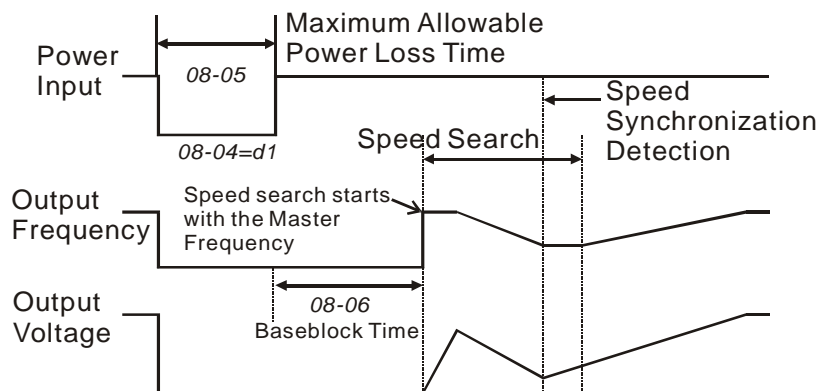 Maximum Allowable
Power Loss Time
Power
Input
08-05
08-04=d1
Speed
Synchronization
Detection
Speed Search
Output
Frequency
Speed search starts
with the Master
Frequency
08-06
Baseblock Time
Output
Voltage